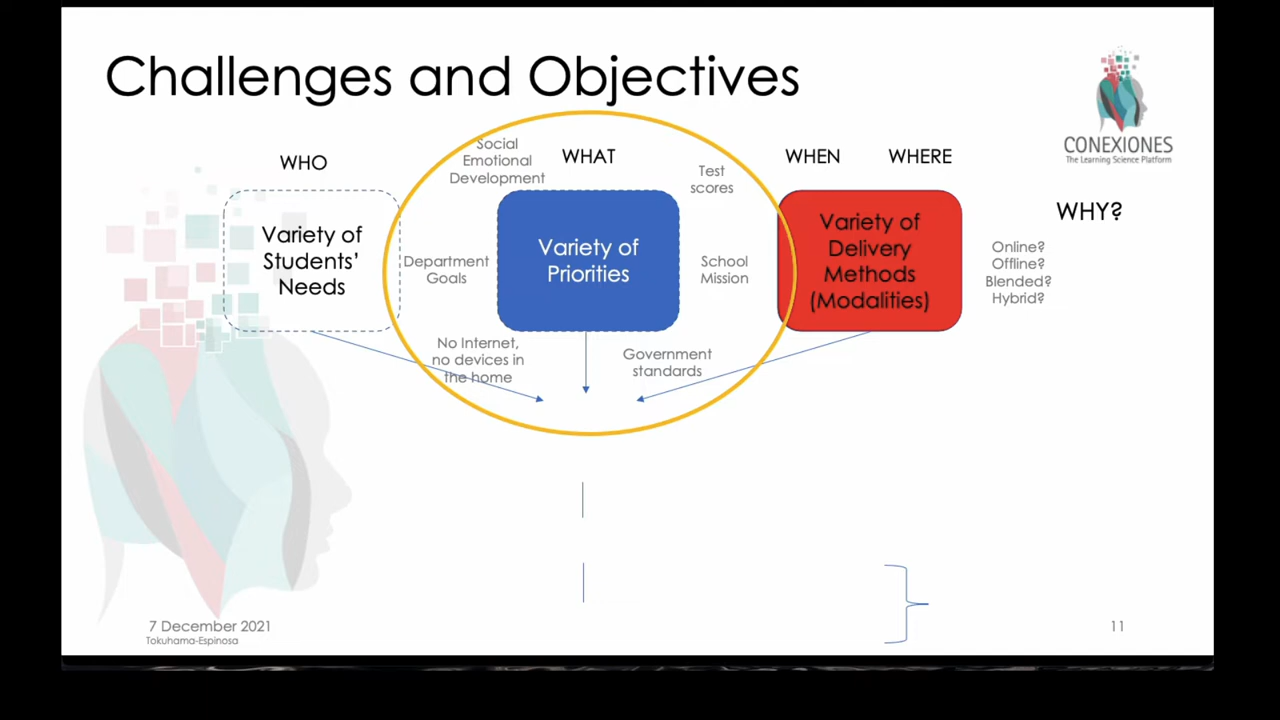 Challenges and Objectives
CONEXIONES
The Learning Science Platform
WHO
Social
Emotional
Development
WHAT
Test
scores
WHEN
WHERE
WHY?
Variety of
Students'
Needs
Department
Goals
Variety of
Priorities
School
Mission
Variety of
Delivery
Methods
(Modalities)
Online?
Offline?
Blended?
Hybrid?
No Internet,
no devices in
the home
Government
standards
7 December 2021
Tokuhama-Espinosa
11